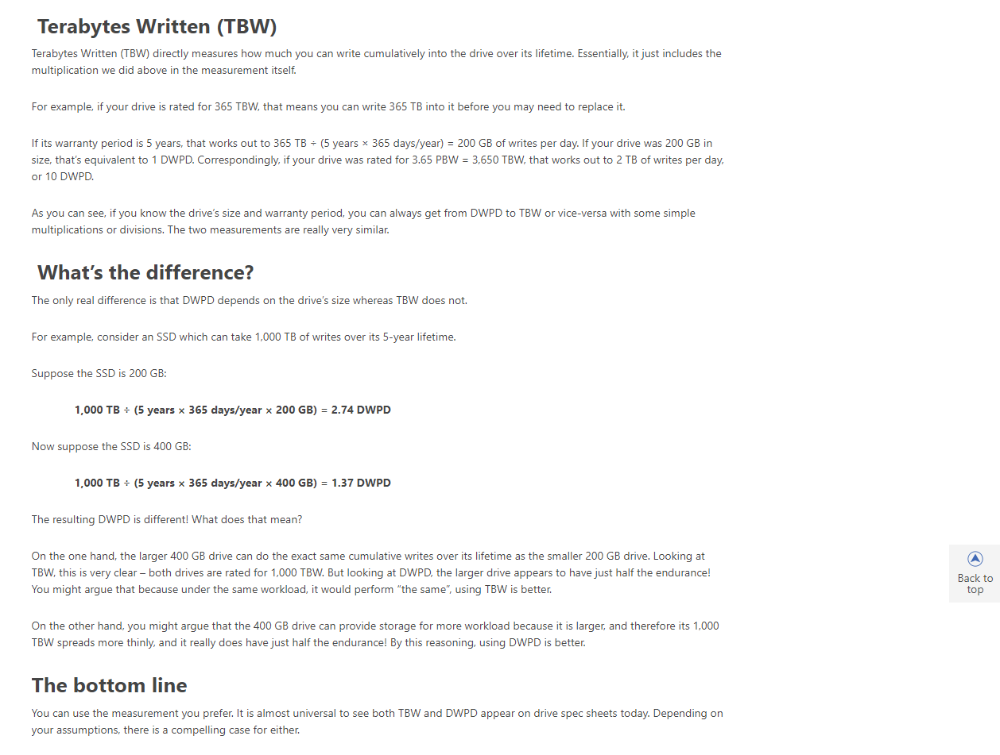 Terabytes Written (TBW)
Terabytes Written (TBW) directly measures how much you can write cumulatively into the drive over its lifetime. Essentially, it just includes the
multiplication we did above in the measurement itself.
For example, if your drive is rated for 365 TBW, that means you can write 365 TB into it before you may need to replace it.
If its warranty period is 5 years, that works out to 365 TB ÷ (5 years × 365 days/year) = 200 GB of writes per day. If your drive was 200 GB in
size, that’s equivalent to 1 DWPD. Correspondingly, if your drive was rated for 3.65 PBW = 3,650 TBW, that works out to 2 TB of writes per day,
or 10 DWPD.
As you can see, if you know the drive’s size and warranty period, you can always get from DWPD to TBW or vice-versa with some simple
multiplications or divisions. The two measurements are really very similar.
What’s the difference?
The only real difference is that DWPD depends on the drive’s size whereas TBW does not.
For example, consider an SSD which can take 1,000 TB of writes over its 5-year lifetime.
Suppose the SSD is 200 GB:
1,000 TB ÷ (5 years × 365 days/year × 200 GB) = 2.74 DWPD
Now suppose the SSD is 400 GB:
1,000 TB ÷ (5 years × 365 days/year × 400 GB) = 1.37 DWPD
The resulting DWPD is different! What does that mean?
On the one hand, the larger 400 GB drive can do the exact same cumulative writes over its lifetime as the smaller 200 GB drive. Looking at
TBW, this is very clear – both drives are rated for 1,000 TBW. But looking at DWPD, the larger drive appears to have just half the endurance!
You might argue that because under the same workload, it would perform “the same”, using TBW is better.
On the other hand, you might argue that the 400 GB drive can provide storage for more workload because it is larger, and therefore its 1,000
TBW spreads more thinly, and it really does have just half the endurance! By this reasoning, using DWPD is better.
The bottom line
You can use the measurement you prefer. It is almost universal to see both TBW and DWPD appear on drive spec sheets today. Depending on
your assumptions, there is a compelling case for either.
Back to
top